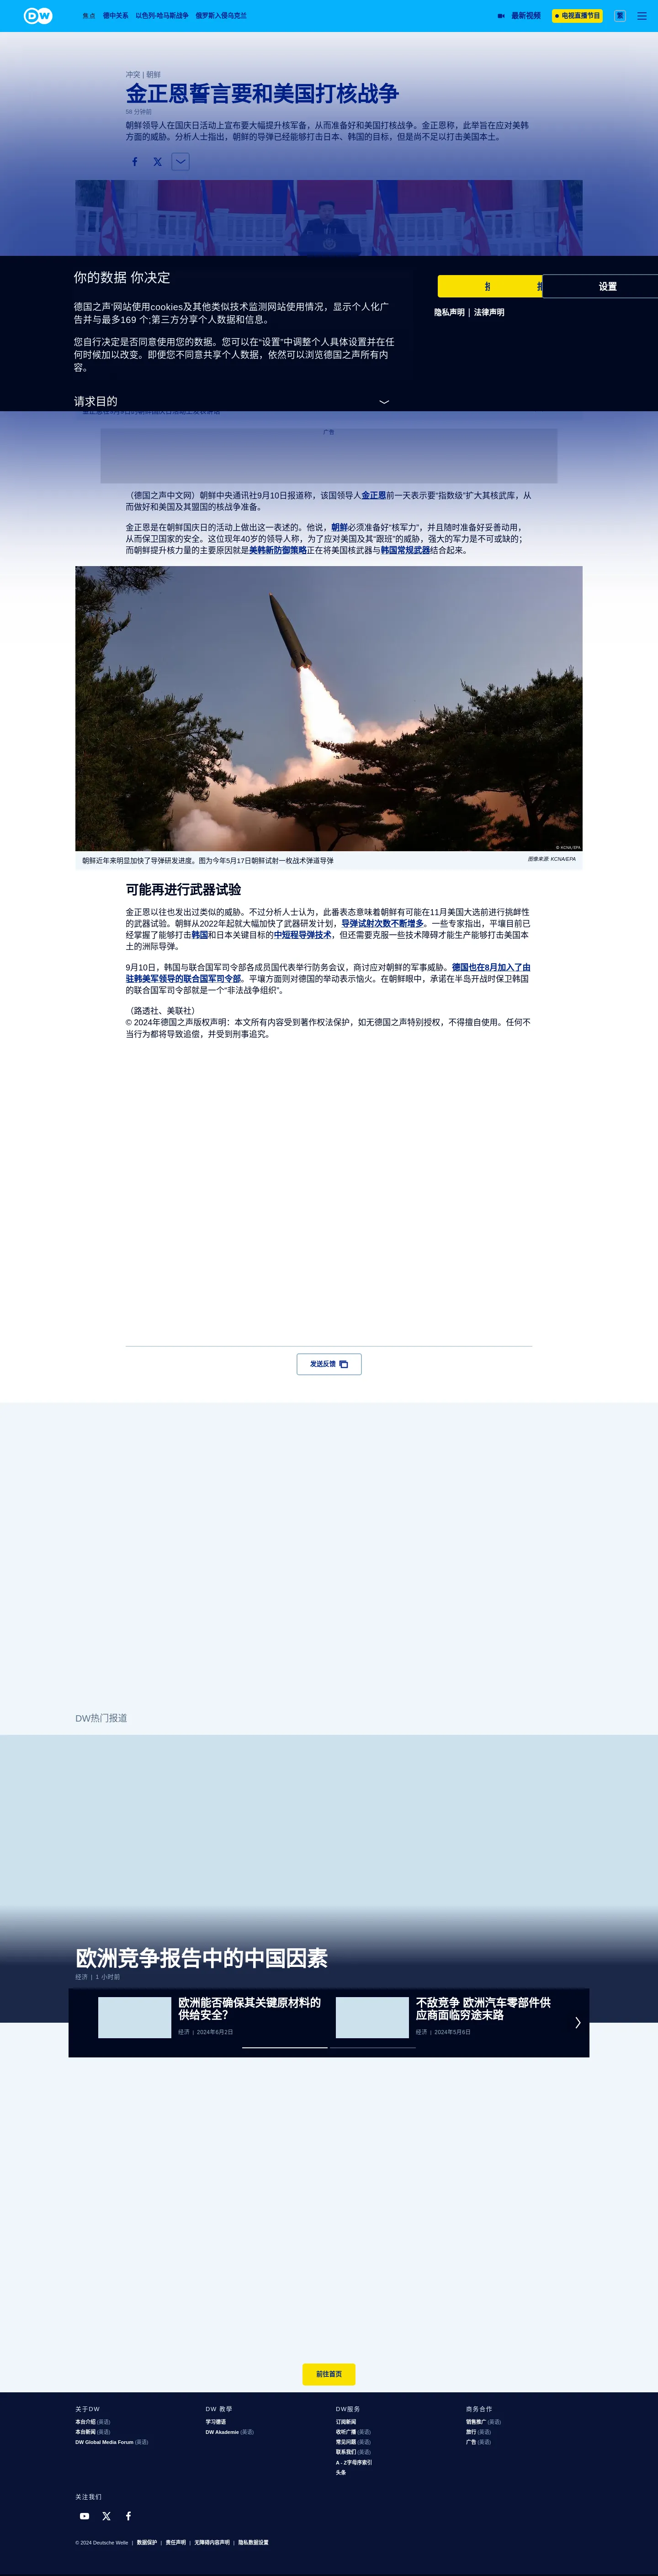 DW
焦点
德中关系
以色列-哈马斯战争
俄罗斯入侵乌克兰
最新视频
电视直播节目
繁
冲突 | 朝鲜
金正恩誓言要和美国打核战争
56 分钟前
朝鲜领导人在国庆日活动上宣布要大幅提升核军备，从而准备好和美国打核战争。金正恩称，此举旨在应对美韩
方面的威胁。分析人士指出，朝鲜的导弹已经能够打击日本、韩国的目标，但是尚不足以打击美国本土。
你的数据 你决定
德国之声‘网站使用cookies及其他类似技术监测网站使用情况，显示个人化广
告并与最多169 个;第三方分享个人数据和信息。
您自行决定是否同意使用您的数据。您可以在“设置”中调整个人具体设置并在任
何时候加以改变。即便您不同意共享个人数据，依然可以浏览德国之声所有内
容。
请求目的
设置
隐私声明 | 法律声明
广告
（德国之声中文网）朝鲜中央通讯社9月10日报道称，该国领导人金正恩前一天表示要“指数级”扩大其核武库，从
而做好和美国及其盟国的核战争准备。
金正恩是在朝鲜国庆日的活动上做出这一表述的。他说，朝鲜必须准备好“核军力”，并且随时准备好妥善动用，
从而保卫国家的安全。这位现年40岁的领导人称，为了应对美国及其“跟班”的威胁，强大的军力是不可或缺的；
而朝鲜提升核力量的主要原因就是美韩新防御策略正在将美国核武器与韩国常规武器结合起来。
© KCNA/EPA
朝鲜近年来明显加快了导弹研发进度。图为今年5月17日朝鲜试射一枚战术弹道导弹
图像来源: KCNA/EPA
可能再进行武器试验
金正恩以往也发出过类似的威胁。不过分析人士认为，此番表态意味着朝鲜有可能在11月美国大选前进行挑衅性
的武器试验。朝鲜从2022年起就大幅加快了武器研发计划，导弹试射次数不断增多。一些专家指出，平壤目前已
经掌握了能够打击韩国和日本关键目标的中短程导弹技术，但还需要克服一些技术障碍才能生产能够打击美国本
土的洲际导弹。
9月10日，韩国与联合国军司令部各成员国代表举行防务会议，商讨应对朝鲜的军事威胁。德国也在8月加入了由
驻韩美军领导的联合国军司令部。平壤方面则对德国的举动表示恼火。在朝鲜眼中，承诺在半岛开战时保卫韩国
的联合国军司令部就是一个“非法战争组织”。
（路透社、美联社）
© 2024年德国之声版权声明：本文所有内容受到著作权法保护，如无德国之声特别授权，不得擅自使用。任何不
当行为都将导致追偿，并受到刑事追究。
发送反馈
DW热门报道
欧洲竞争报告中的中国因素
经济 | 1 小时前
欧洲能否确保其关键原材料的
供给安全？
经济 | 2024年6月2日
不敌竞争 欧洲汽车零部件供
应商面临穷途末路
经济 | 2024年5月6日
前往首页
关于DW
本台介绍 (英语)
本台新闻 (英语)
DW Global Media Forum (英语)
DW 教學
学习德语
DW Akademie (英语)
DW服务
订阅新闻
收听广播 (英语)
常见问题 (英语)
联系我们 (英语)
A - Z字母序索引
头条
商务合作
销售推广 (英语)
旅行 (英语)
广告 (英语)
关注我们
© 2024 Deutsche Welle | 数据保护 | 责任声明 | 无障碍内容声明 | 隐私数据设置